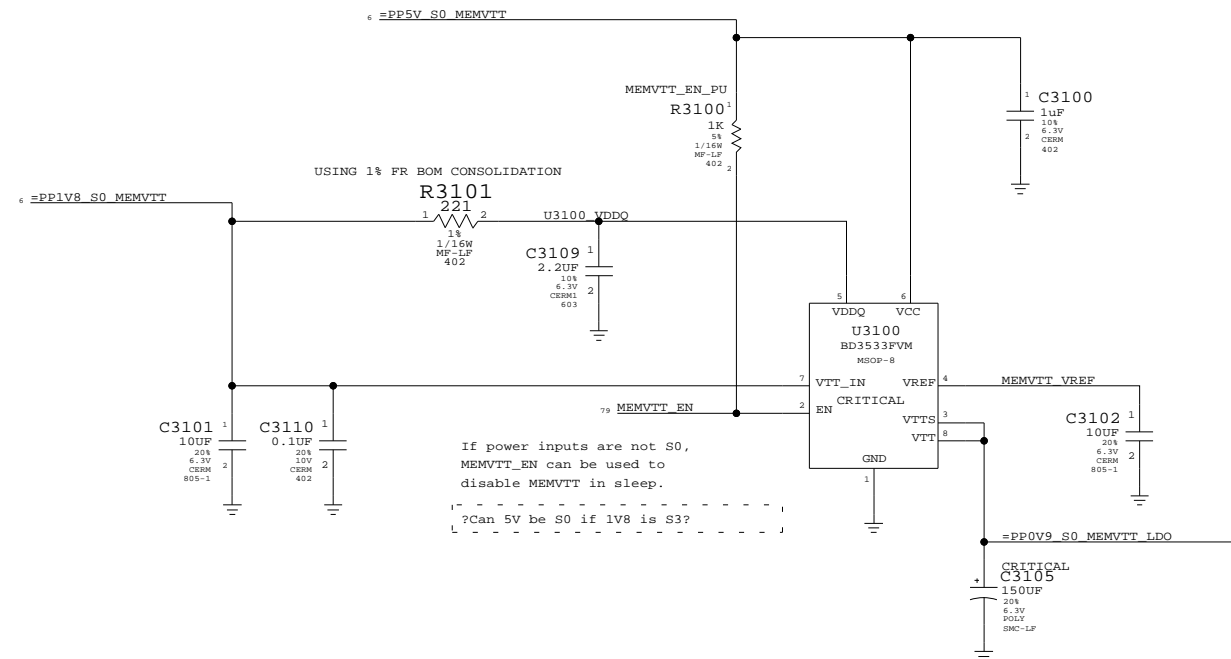 6 =PP5V_S0_MEMVTT
MEMVTT_EN_PU
R3100 1
1K
5%
1/16W
MF-LF
402 2
1 C3100
1uF
10%
2 6.3V
CERM
402
USING 1% FR BOM CONSOLIDATION
R3101
6 =PP1V8_S0_MEMVTT
1 221 2
U3100_VDDQ
1%
1/16W
MF-LF
402
C3109 1
2.2UF
10%
6.3V 2
CERM1
603
5 6
VDDQ VCC
U3100
BD3533FVM
MSOP-8
7 VTT_IN VREF 4 MEMVTT_VREF
CRITICAL
79 MEMVTT_EN 2 EN
VTTS 3
VTT 8
GND
1
C3101 1
10UF
20%
6.3V 2
CERM
805-1
C3110 1
0.1UF
20%
10V 2
CERM
402
C3102 1
10UF
20%
6.3V 2
CERM
805-1
If power inputs are not S0,
MEMVTT_EN can be used to
disable MEMVTT in sleep.
?Can 5V be S0 if 1V8 is S3?
=PP0V9_S0_MEMVTT_LDO
CRITICAL
+ C3105
150UF
20%
6.3V
POLY
SMC-LF